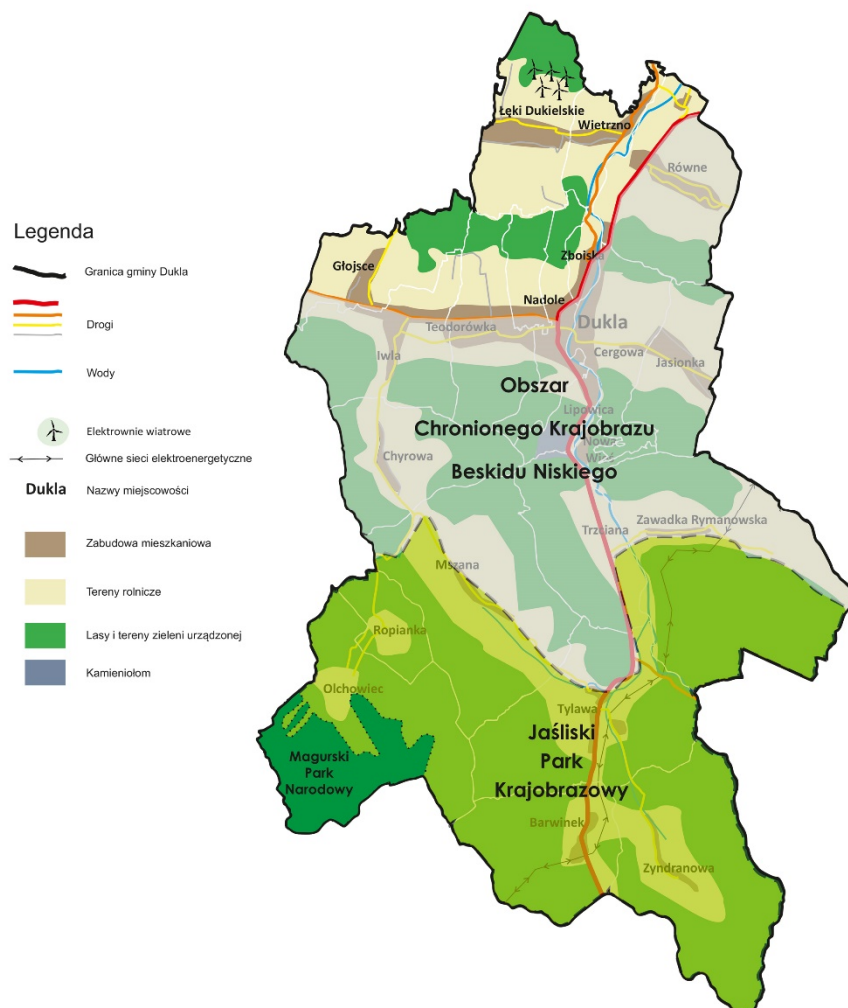 Łęki Dukielskie
Wietrzno
Równe
Legenda
Granica gminy Dukla
Drogi
Wody
Elektrownie wiatrowe
Główne sieci elektroenergetyczne
Dukla
Nazwy miejscowości
Zabudowa mieszkaniowa
Tereny rolnicze
Lasy i tereny zieleni urządzonej
Kamieniołom
Zboiska
Głojsce
Nadole
Teodorówka
Dukla
Iwla
Cergowa
Jasionka
Obszar
Lipowica
Chronionego Krajobrazu
Nowa
Wieś
Beskidu Niskiego
Chyrowa
Trzciana
Zawadka Rymanowska
Mszana
Ropianka
Olchowiec
Tylawa
Jaśliski
Park
Krajobrazowy
Magurski
Park
Narodowy
Barwinek
Zyndranowa